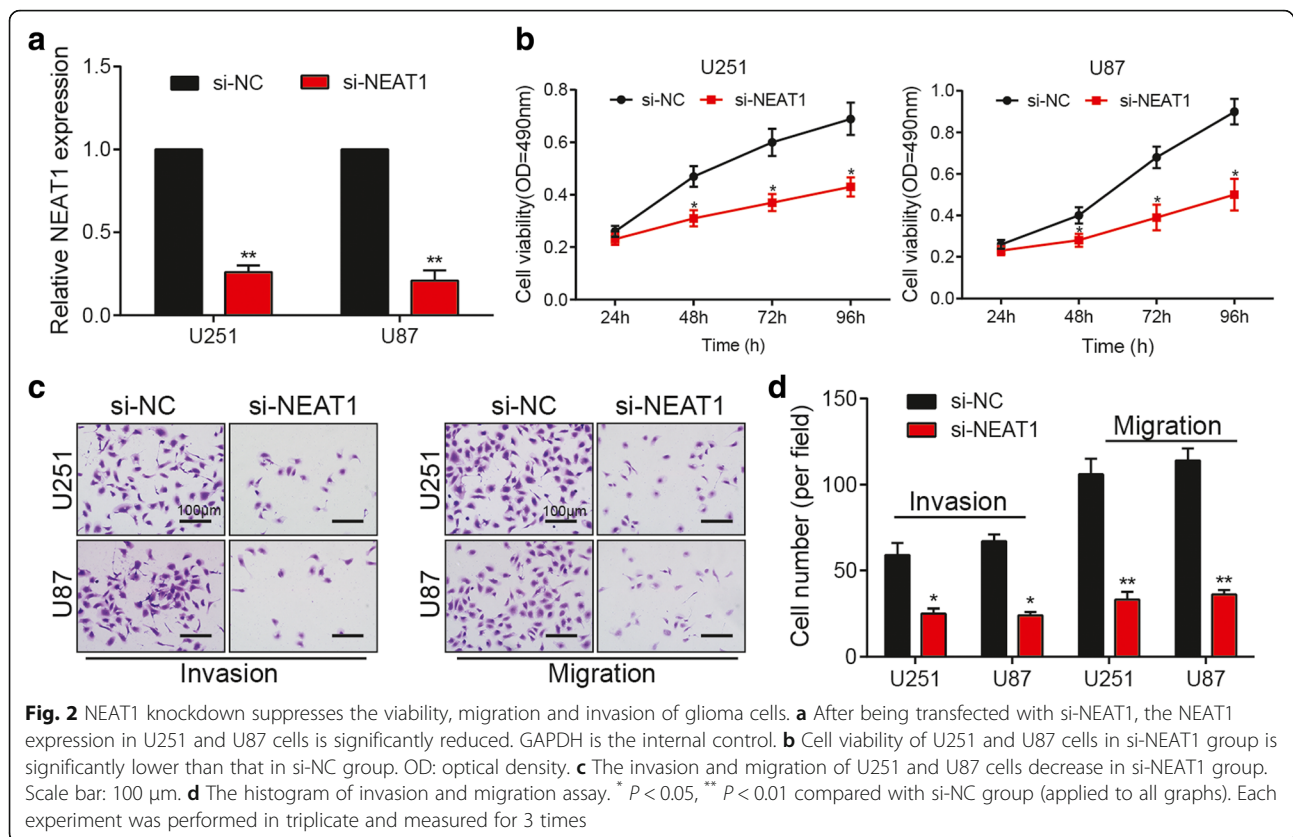 a
si-NC si-NEAT1
Relative NEAT1 expression
1.5
1.0
0.5
0.0
** **
U251 U87
b
U251
si-NC si-NEAT1
Cell viability(OD=490nm)
0.8
0.6
0.4
0.2
0.0
* * *
24h 48h 72h 96h
Time (h)
U87
si-NC si-NEAT1
Cell viability(OD=490nm)
1.0
0.8
0.6
0.4
0.2
0.0
* * *
24h 48h 72h 96h
Time (h)
c
si-NC si-NEAT1 si-NC si-NEAT1
U251 100μm U251 100μm
U87 U87
Invasion Migration
d
si-NC
si-NEAT1
Cell number (per field)
150
100
50
0
Invasion
Migration
* * ** **
U251 U87 U251 U87
Fig. 2 NEAT1 knockdown suppresses the viability, migration and invasion of glioma cells. a After being transfected with si-NEAT1, the NEAT1
expression in U251 and U87 cells is significantly reduced. GAPDH is the internal control. b Cell viability of U251 and U87 cells in si-NEAT1 group is
significantly lower than that in si-NC group. OD: optical density. c The invasion and migration of U251 and U87 cells decrease in si-NEAT1 group.
Scale bar: 100 μm. d The histogram of invasion and migration assay. * P < 0.05, ** P < 0.01 compared with si-NC group (applied to all graphs). Each
experiment was performed in triplicate and measured for 3 times